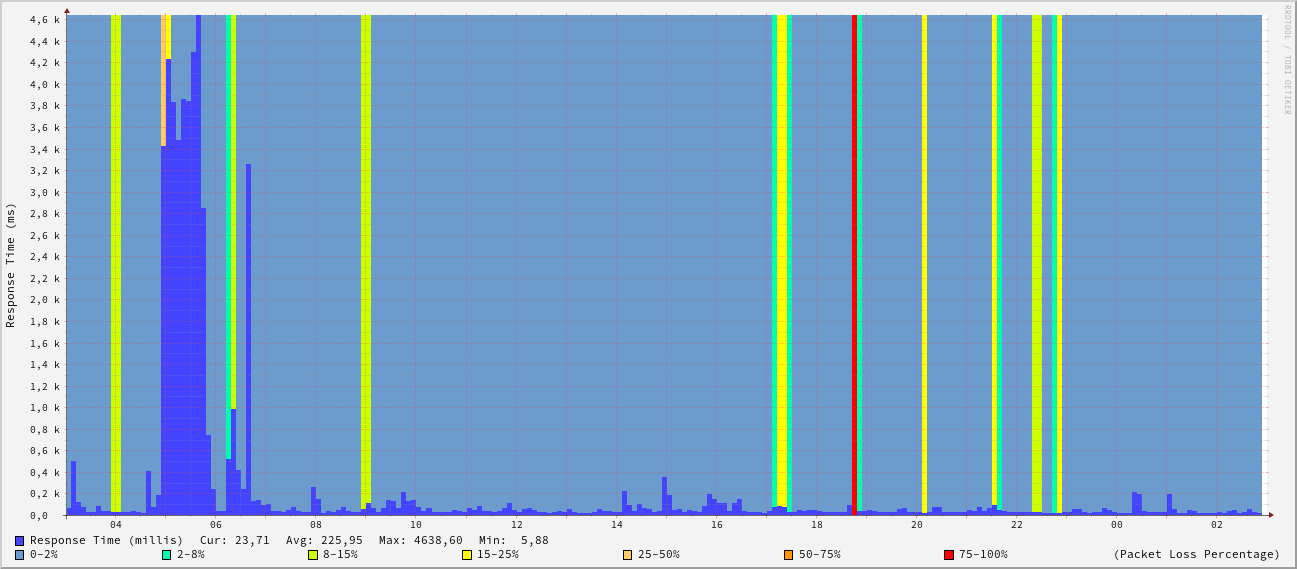 RRDTOOL / TOBI OETIKER
Response Time (ms)
4,6 k
4,4 k
4,2 k
4,0 k
3,8 k
3,6 k
3,4 k
3,2 k
3,0 k
2,8 k
2,6 k
2,4 k
2,2 k
2,0 k
1,8 k
1,6 k
1,4 k
1,2 k
1,0 k
0,8 k
0,6 k
0,4 k
0,2 k
0,0
04 06 08 10 12 14 16 18 20 22 00 02
Response Time (millis) Cur: 23,71 Avg: 225,95 Max: 4638,60 Min: 5,88
0-2% 2-8% 8-15% 15-25% 25-50% 50-75% 75-100% (Packet Loss Percentage)